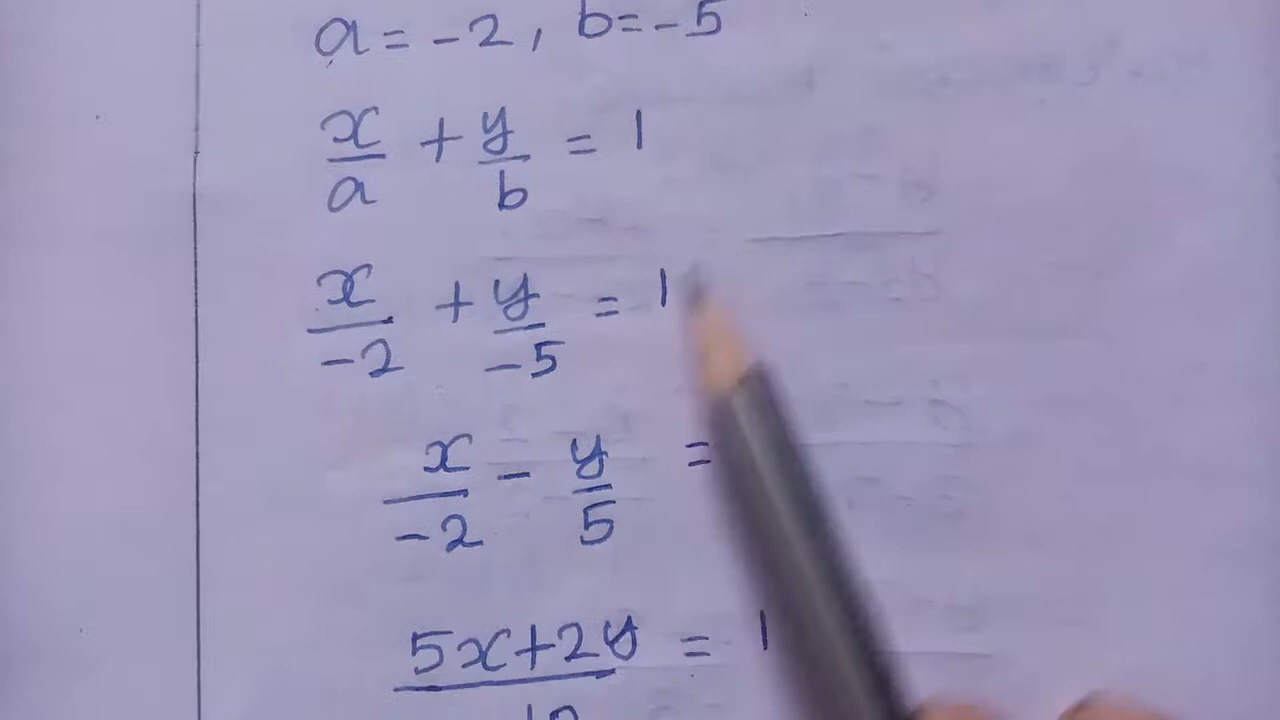 a = -2, b = -5
x/a + y/b = 1
x/-2 + y/-5 = 1
x/-2 - y/5 =
5x+2y = 1